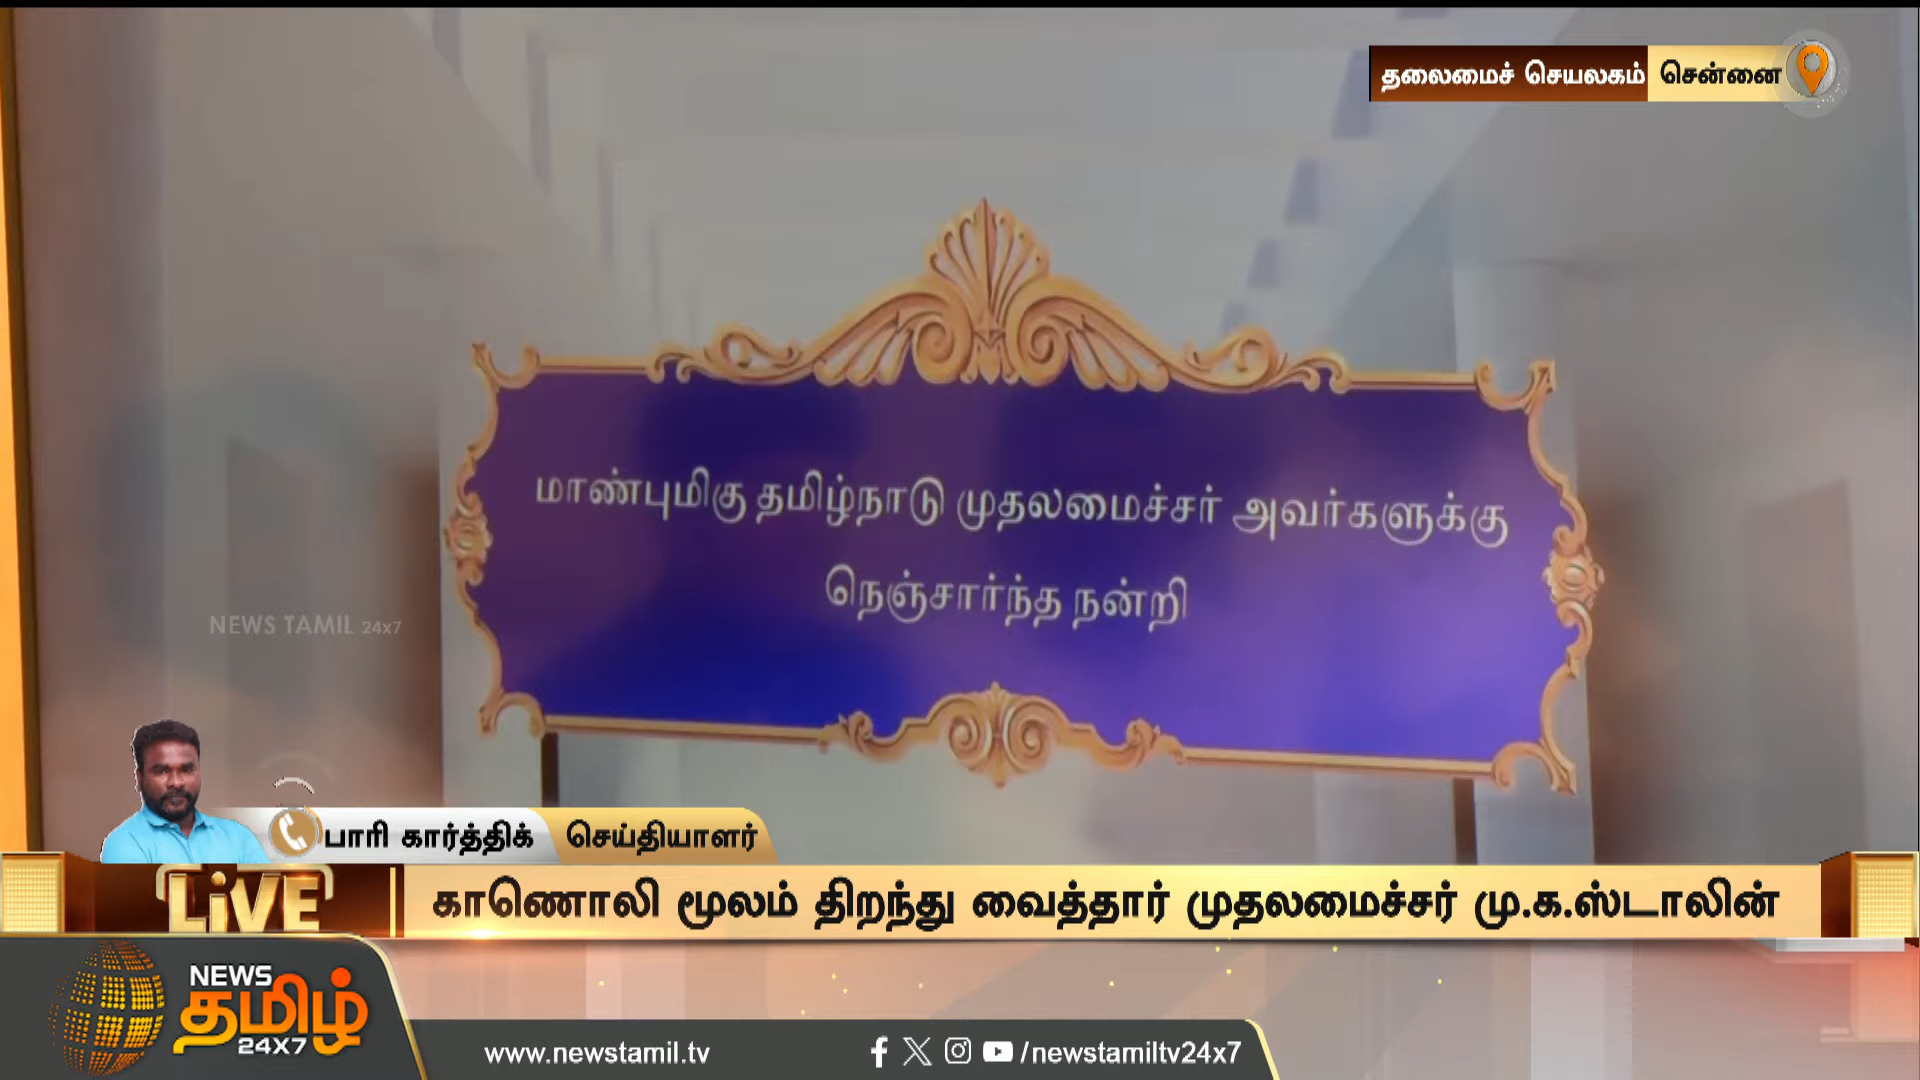 தலைமைச் செயலகம் சென்னை
மாண்புமிகு தமிழ்நாடு முதலமைச்சர் அவர்களுக்கு
நெஞ்சார்ந்த நன்றி
NEWS TAMIL 24x7
பாரி கார்த்திக் செய்தியாளர்
LiVE காணொலி மூலம் திறந்து வைத்தார் முதலமைச்சர் மு.க.ஸ்டாலின்
NEWS
தமிழ்
24X7
www.newstamil.tv /newstamiltv24x7